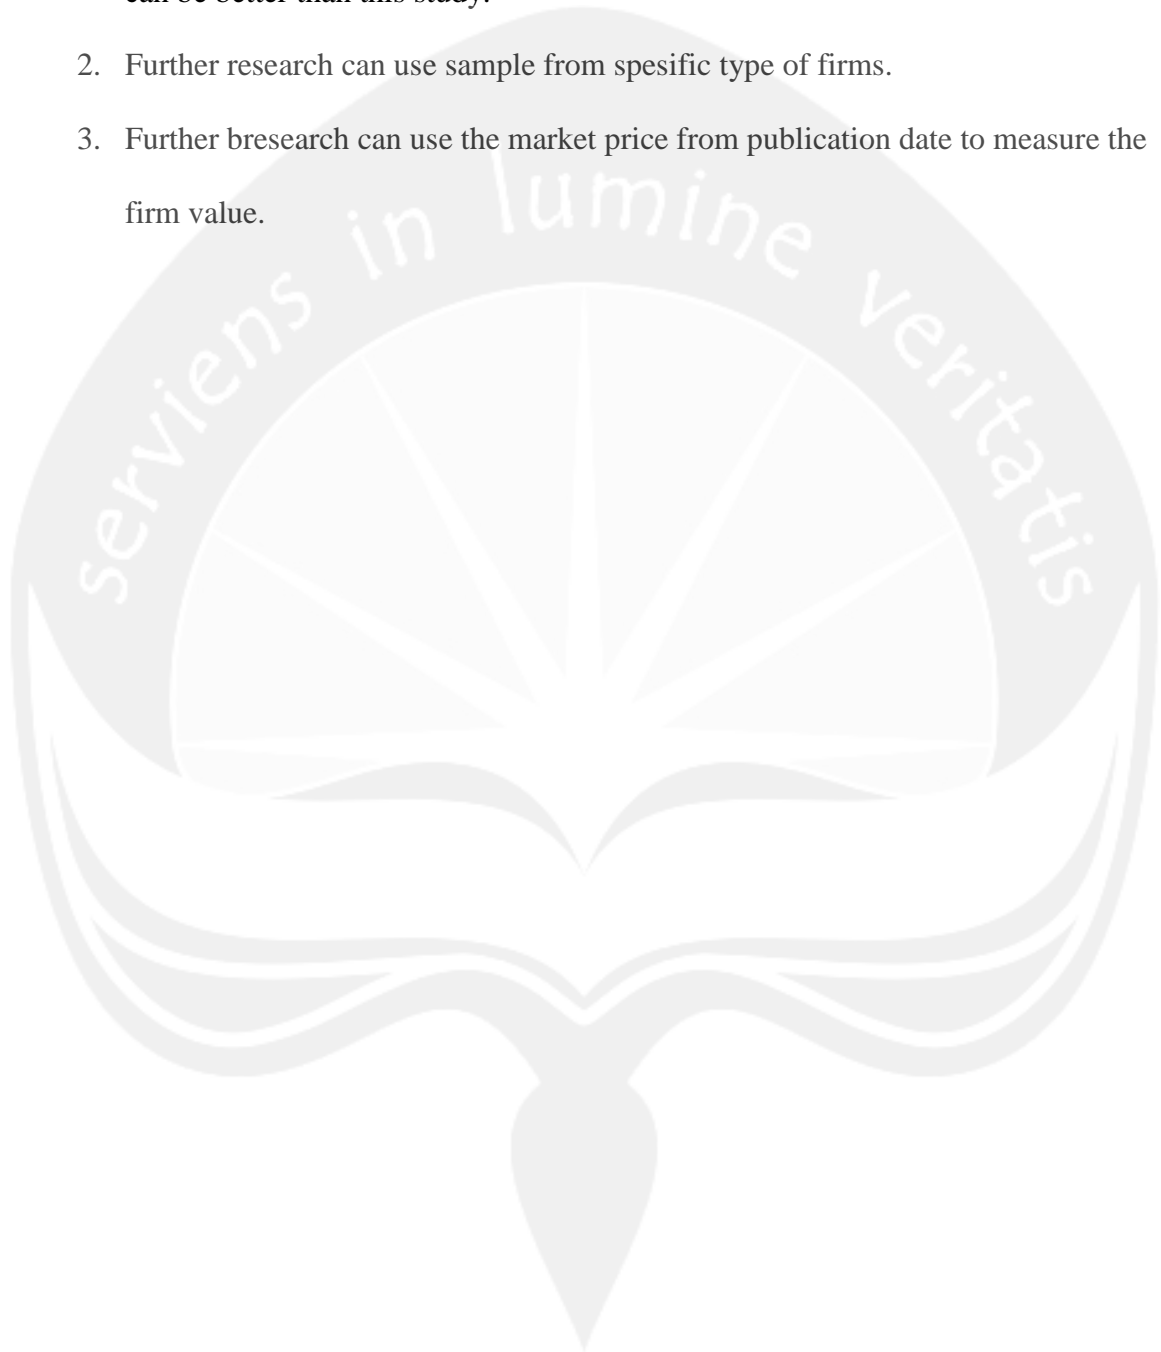 can be better than this study.
2. Further research can use sample from spesific type of firms.
3. Further bresearch can use the market price from publication date to measure the
firm value.
serviens in lumine veritatis